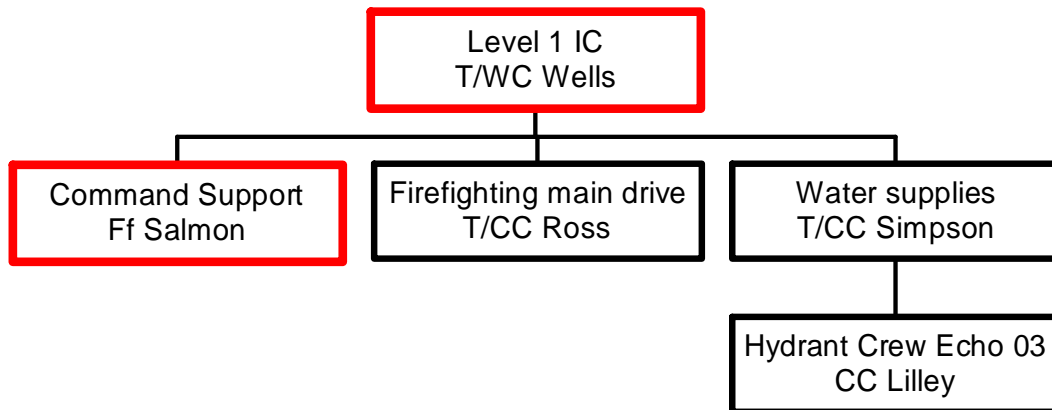 Level 1 IC
T/WC Wells
Command Support
Ff Salmon
Firefighting main drive
T/CC Ross
Water supplies
T/CC Simpson
Hydrant Crew Echo 03
CC Lilley